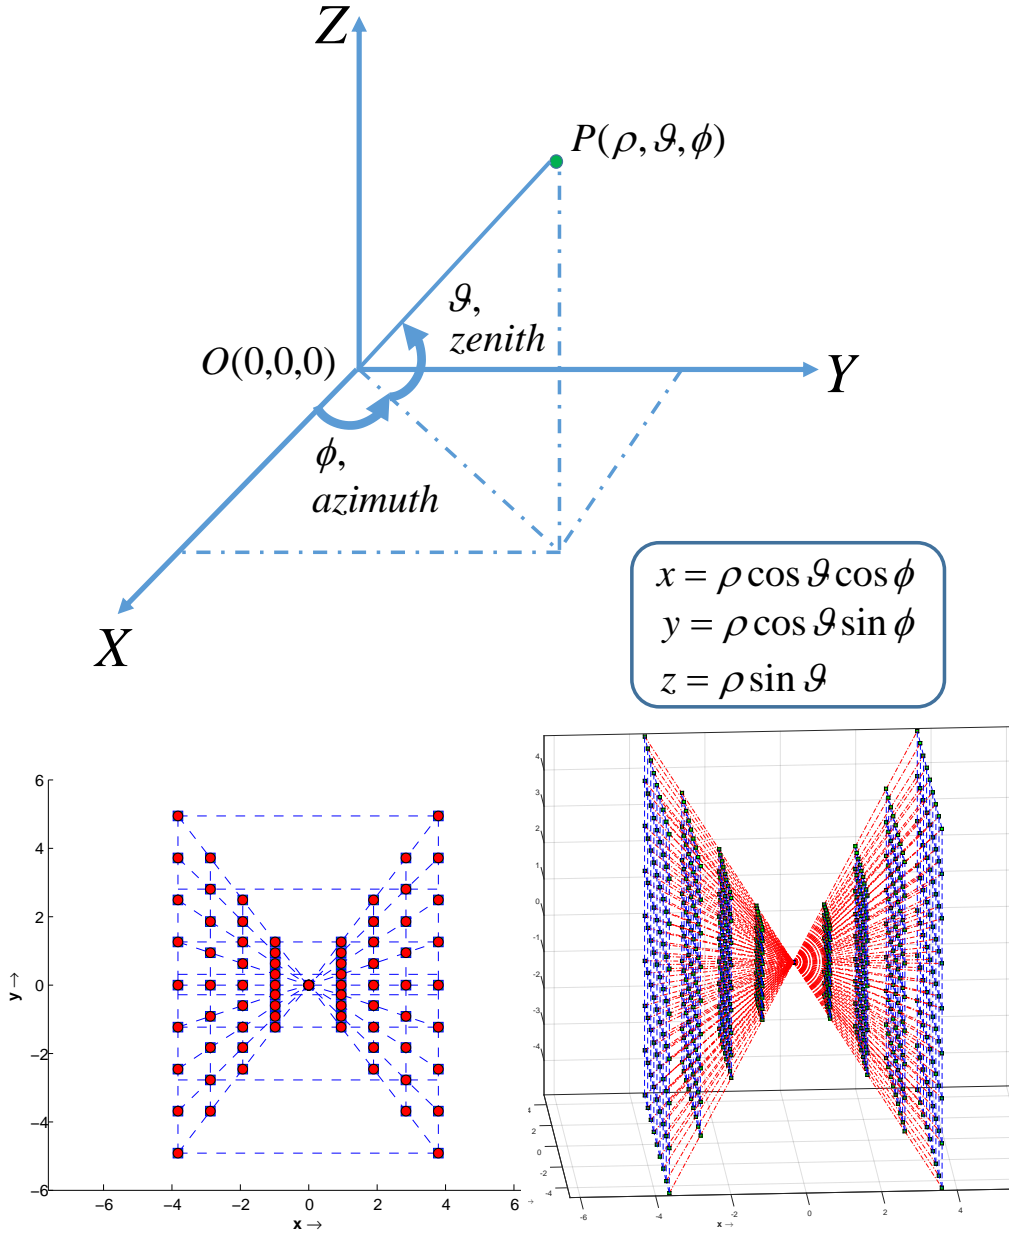 Z
P(ρ, ϑ, ϕ)
ϑ,
zenith
O(0,0,0)
Y
ϕ,
azimuth
X
x = ρ cos ϑ cos ϕ
y = ρ cos ϑ sin ϕ
z = ρ sin ϑ
6
4
2
0
−2
−4
−6
y →
−6 −4 −2 0 2 4 6
x →
4
3
2
1
0
-1
-2
-3
-4
4
2
0
-2
-4
-6 -4 -2 0 2 4
x →
→